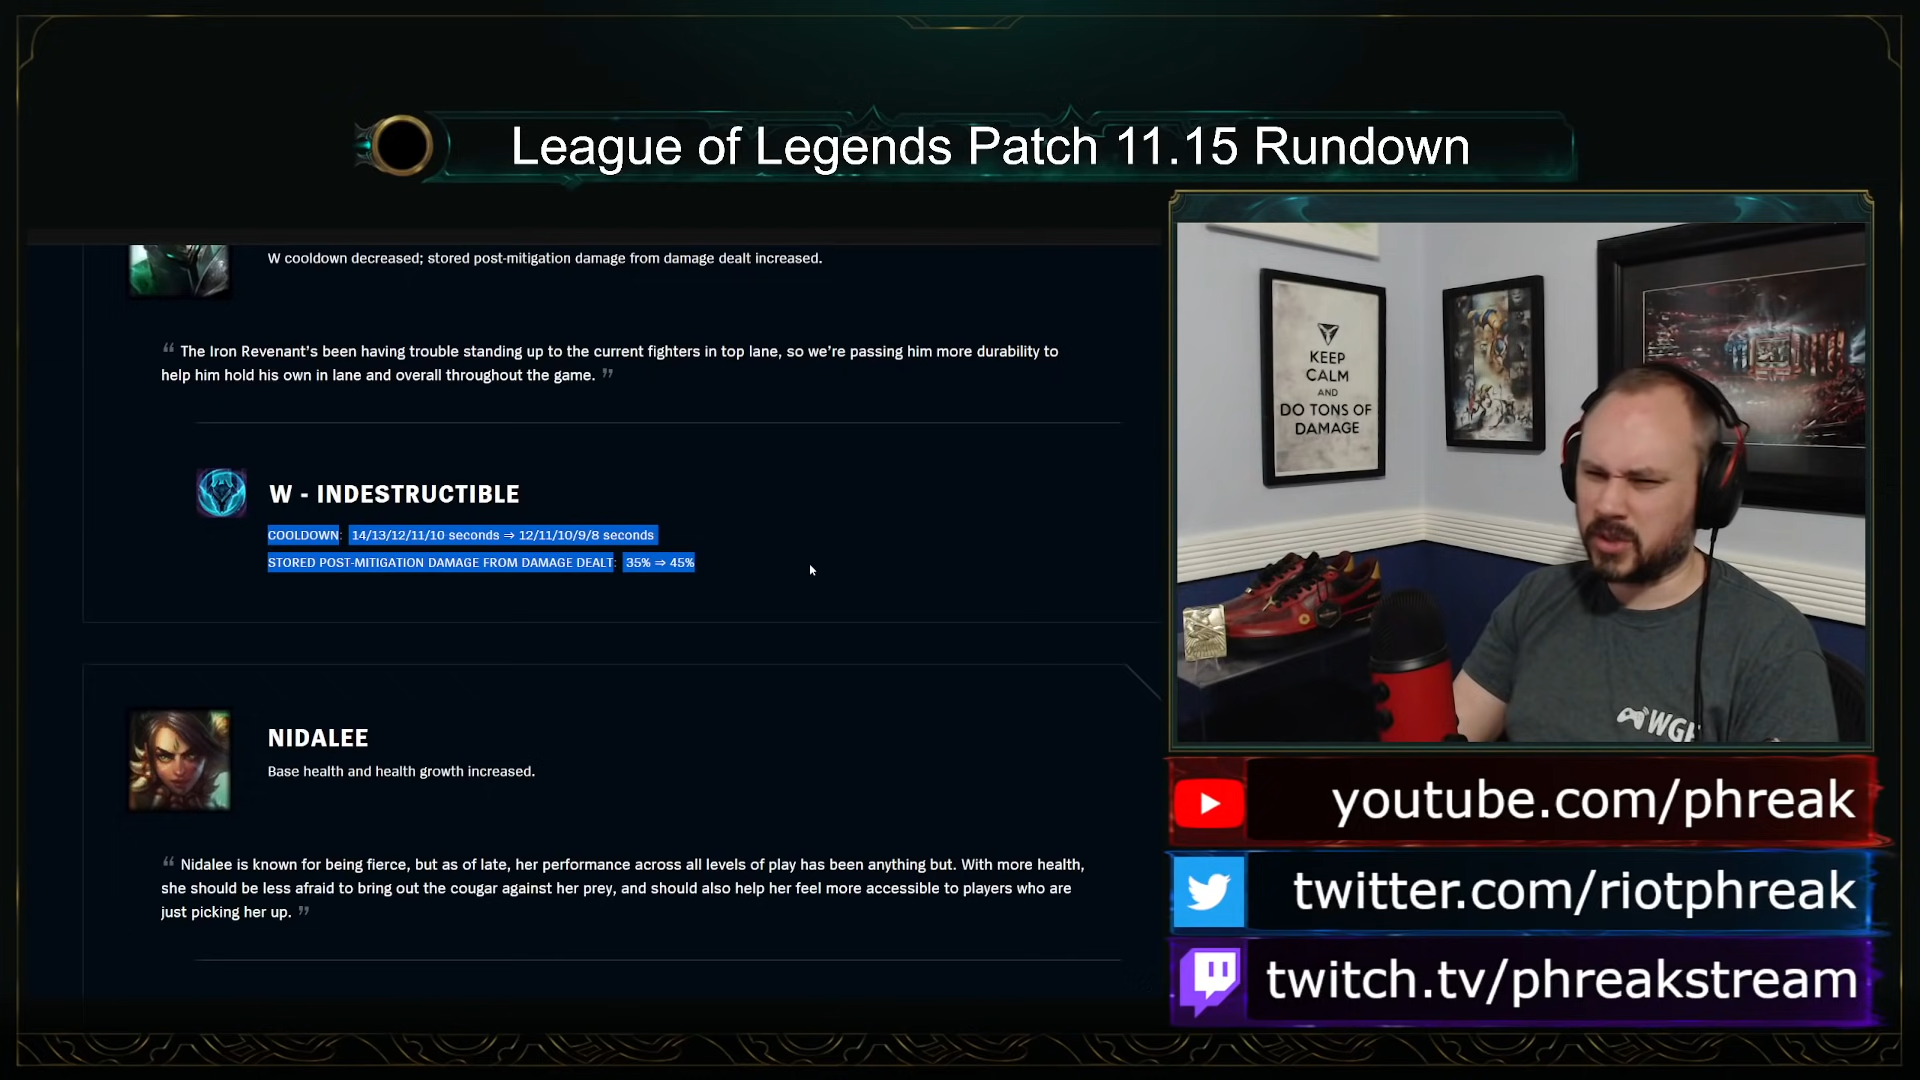 League of Legends Patch 11.15 Rundown
W cooldown decreased; stored post-mitigation damage from damage dealt increased.
“ The Iron Revenant’s been having trouble standing up to the current fighters in top lane, so we’re passing him more durability to
help him hold his own in lane and overall throughout the game. ”
W - INDESTRUCTIBLE
COOLDOWN: 14/13/12/11/10 seconds ⇒ 12/11/10/9/8 seconds
STORED POST-MITIGATION DAMAGE FROM DAMAGE DEALT: 35% ⇒ 45%
NIDALEE
Base health and health growth increased.
“ Nidalee is known for being fierce, but as of late, her performance across all levels of play has been anything but. With more health,
she should be less afraid to bring out the cougar against her prey, and should also help her feel more accessible to players who are
just picking her up. ”
KEEP
CALM
AND
DO TONS OF
DAMAGE
youtube.com/phreak
twitter.com/riotphreak
twitch.tv/phreakstream